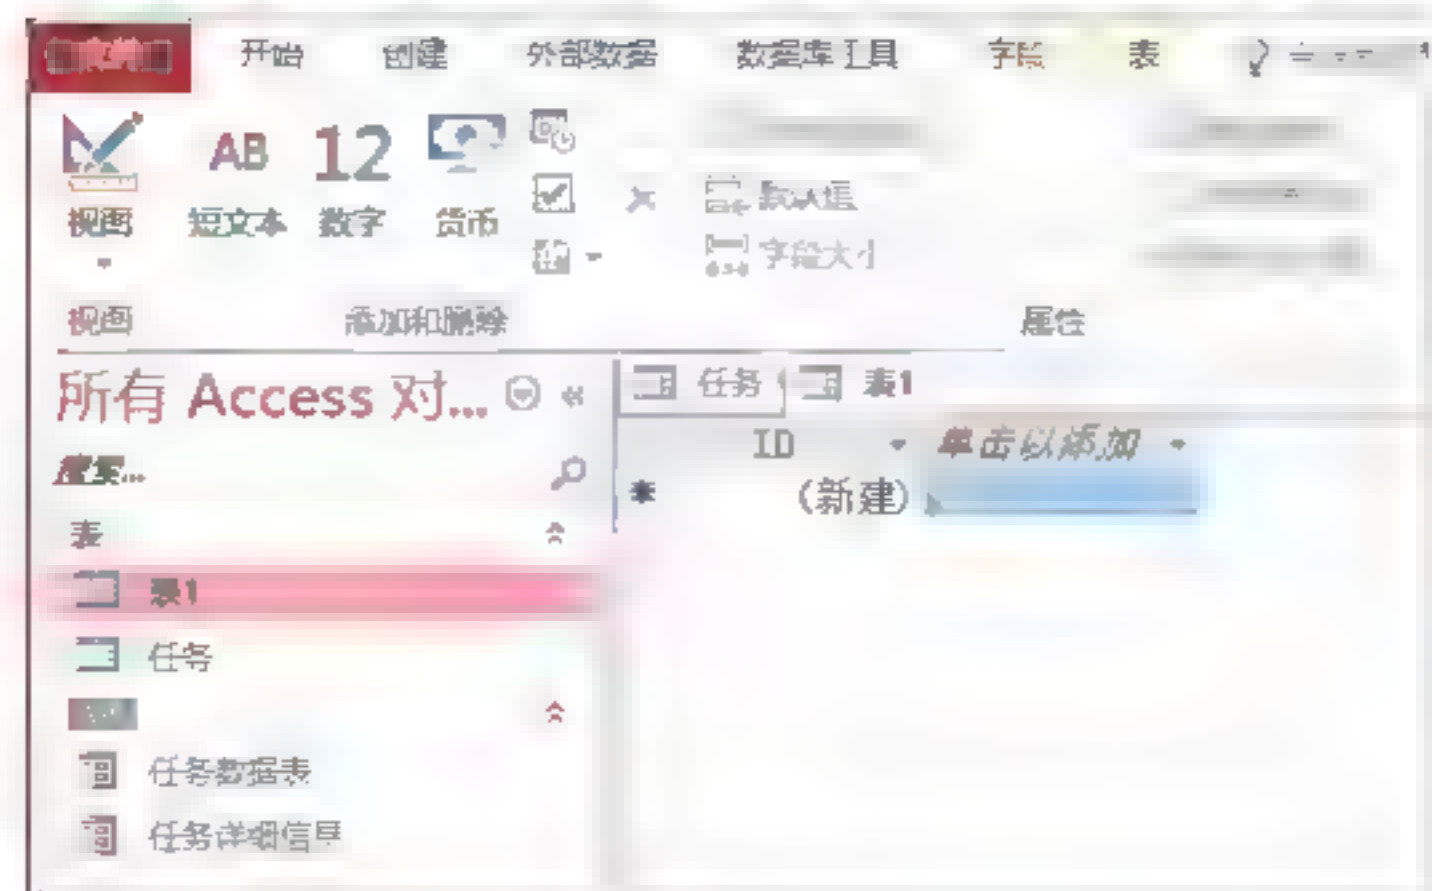 开始 创建 外部数据 数据库工具 字段 表
AB 12
视图 短文本 数字 货币
默认值
字段大小
视图 添加和删除 属性
所有 Access 对... «
任务 表1
ID 单击以添加
* (新建)
搜索...
表
表1
任务
任务数据表
任务详细信息